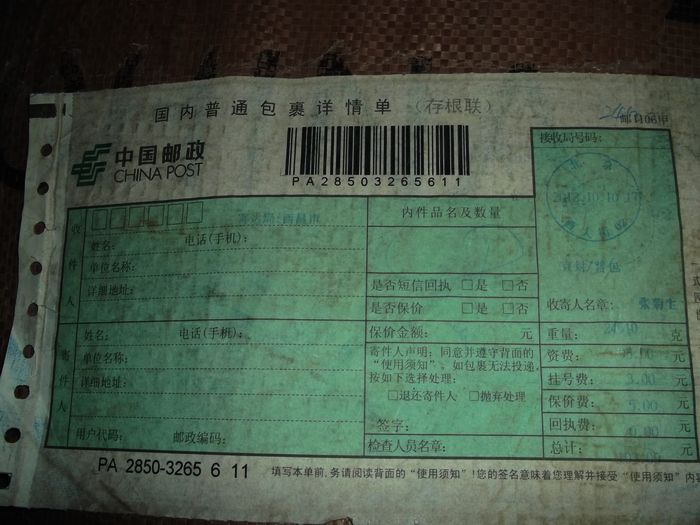 国内普通包裹详情单 (存根联)
邮自06甲
中国邮政
CHINA POST
PA28503265611
接收局号码:
收件人
寄达局:西昌市
姓名: 电话(手机):
单位名称:
详细地址:
内件品名及数量
是否短信回执 □是 □否
是否保价 □是 □否
收寄人名章:
寄件人
姓名: 电话(手机):
单位名称:
详细地址:
用户代码: 邮政编码:
保价金额: 元
寄件人声明:同意并遵守背面的
“使用须知”。如包裹无法投递,
按如下选择处理:
□退还寄件人 □抛弃处理
签字:
检查人员名章:
重量: 克
资费: 元
挂号费: 3.00 元
保价费: 5.00 元
回执费: 元
总计: 元
PA 2850-3265 6 11
填写本单前,务请阅读背面的“使用须知”!您的签名意味着您理解并接受“使用须知”内容